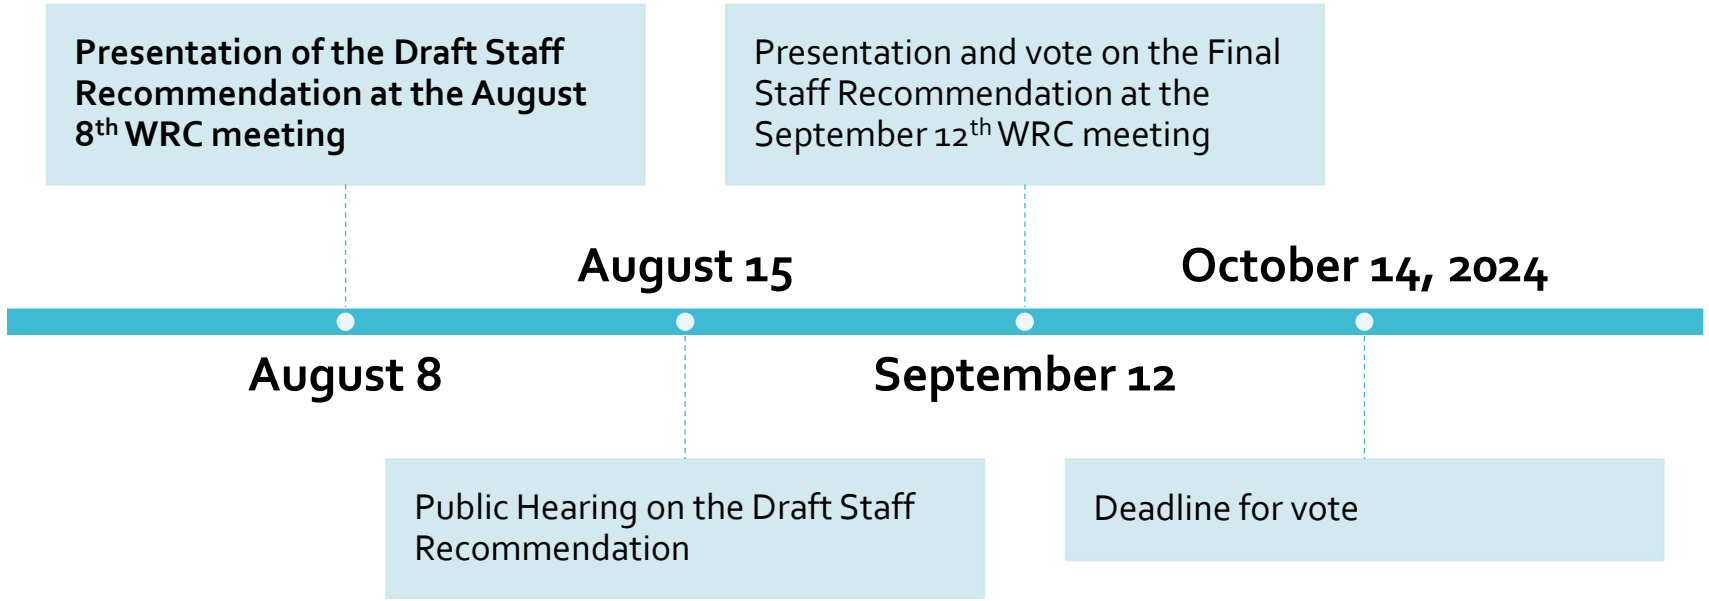 Presentation of the Draft Staff
Recommendation at the August
8th WRC meeting
Presentation and vote on the Final
Staff Recommendation at the
September 12th WRC meeting
August 15
October 14, 2024
August 8
September 12
Public Hearing on the Draft Staff
Recommendation
Deadline for vote